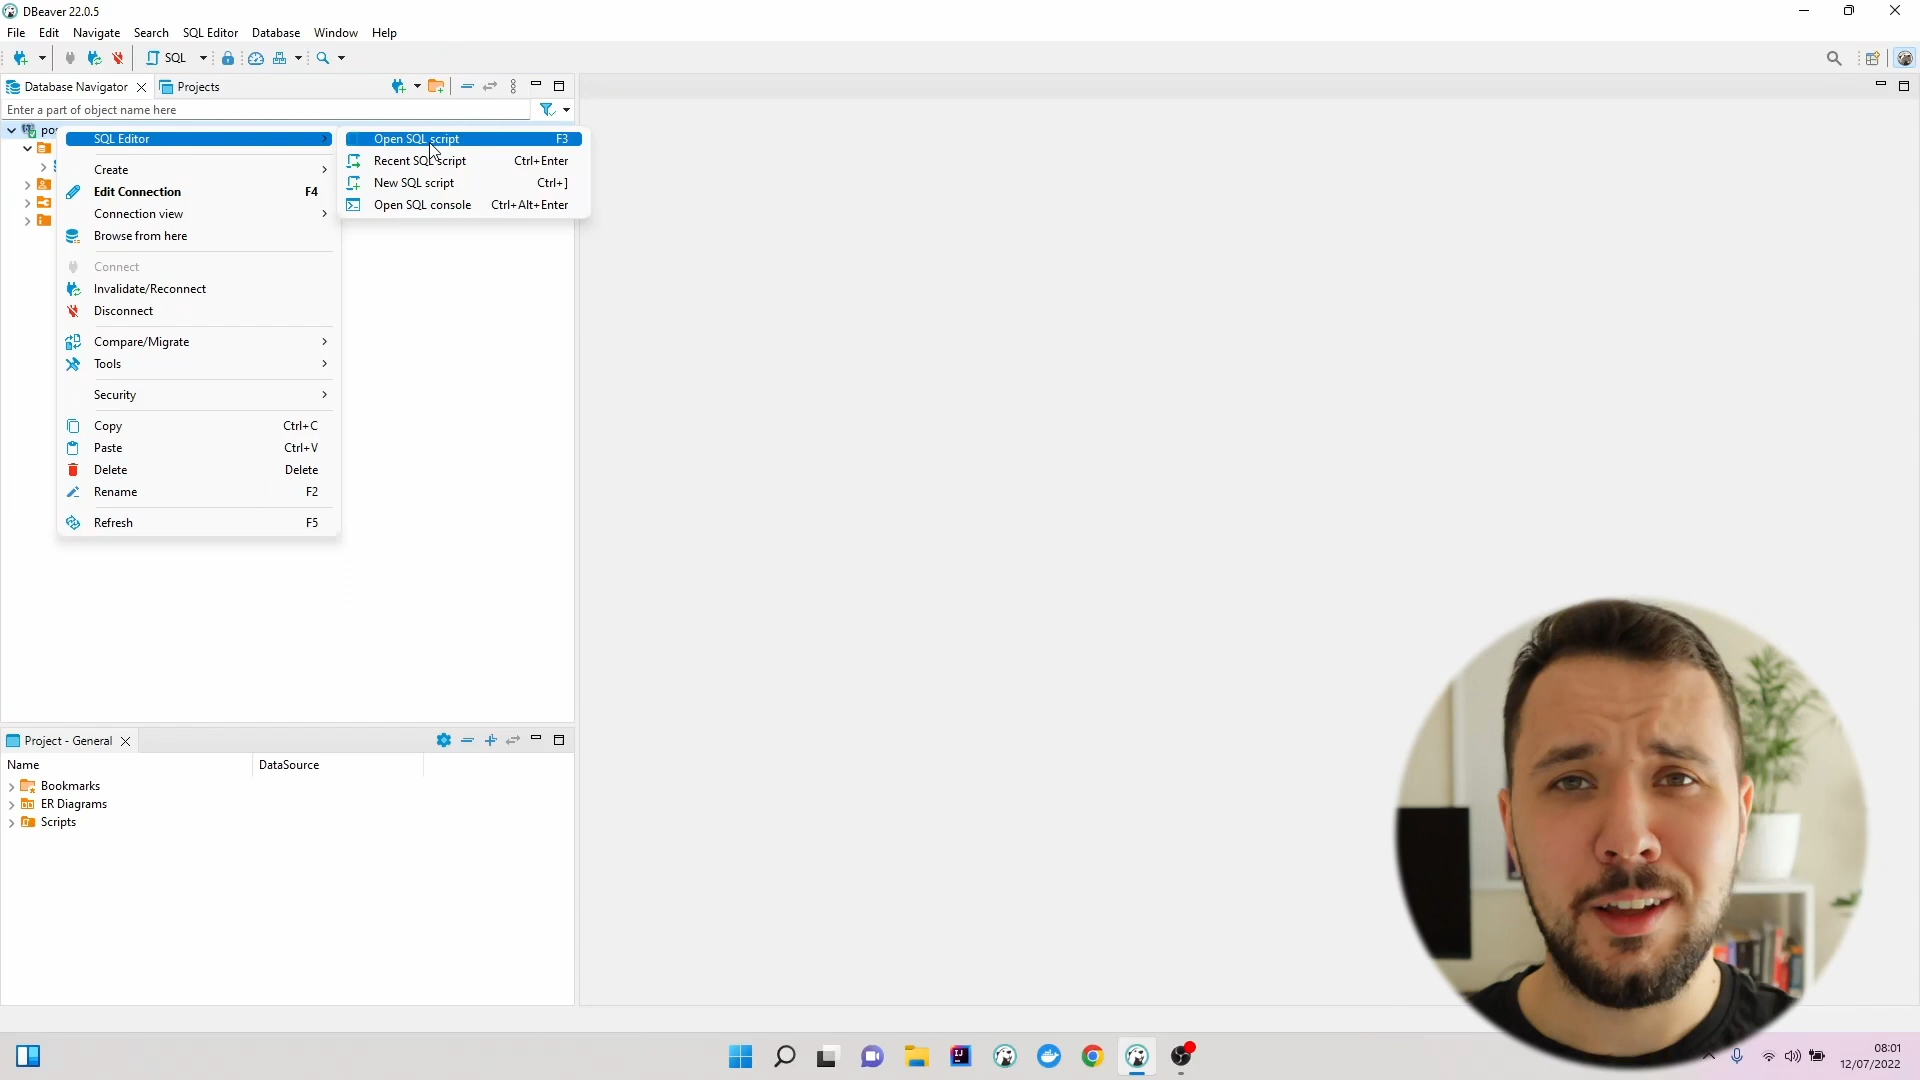 DBeaver 22.0.5
File Edit Navigate Search SQL Editor Database Window Help
SQL
Database Navigator Projects
Enter a part of object name here
SQL Editor
Create
Edit Connection F4
Connection view
Browse from here
Connect
Invalidate/Reconnect
Disconnect
Compare/Migrate
Tools
Security
Copy Ctrl+C
Paste Ctrl+V
Delete Delete
Rename F2
Refresh F5
Open SQL script F3
Recent SQL script Ctrl+Enter
New SQL script Ctrl+]
Open SQL console Ctrl+Alt+Enter
Project - General
Name DataSource
Bookmarks
ER Diagrams
Scripts
08:01
12/07/2022